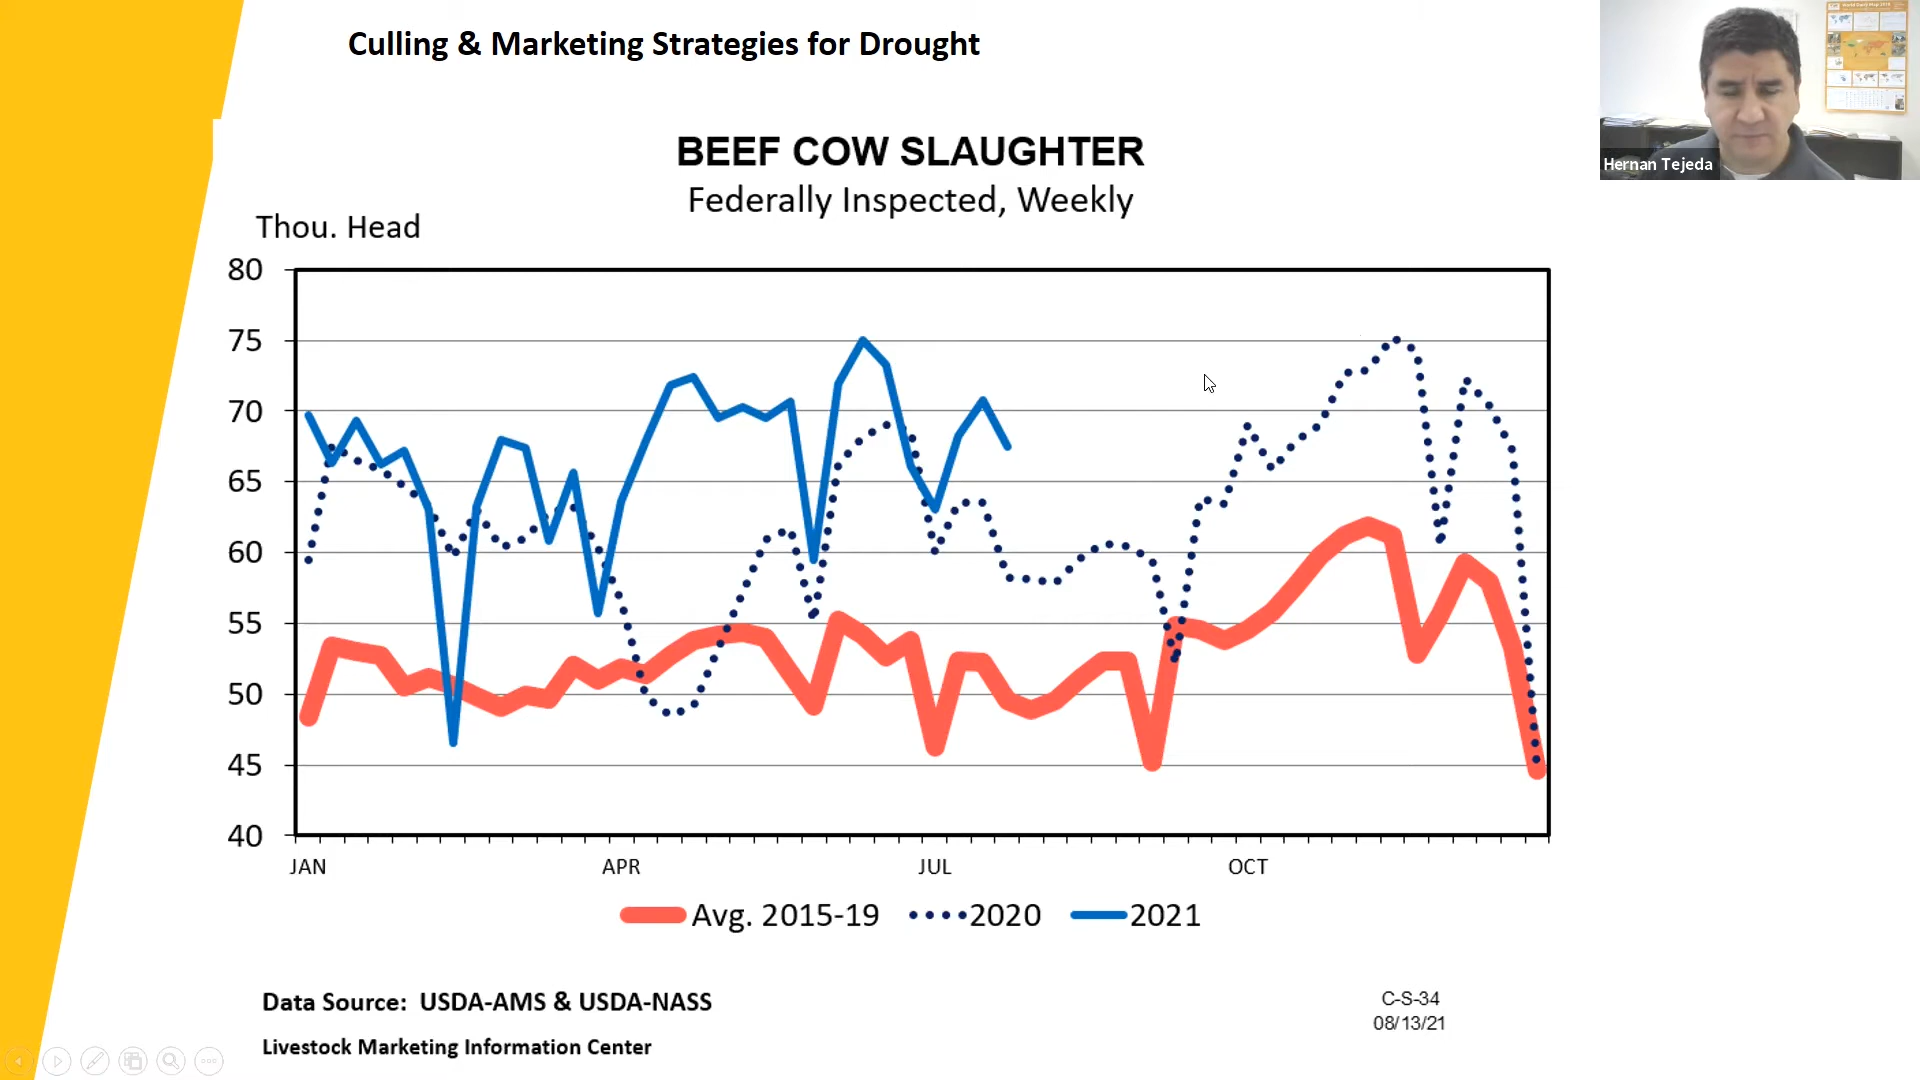 Culling & Marketing Strategies for Drought
Hernan Tejeda
BEEF COW SLAUGHTER
Federally Inspected, Weekly
Thou. Head
80
75
70
65
60
55
50
45
40
JAN APR JUL OCT
Avg. 2015-19 2020 2021
Data Source: USDA-AMS & USDA-NASS
Livestock Marketing Information Center
C-S-34
08/13/21